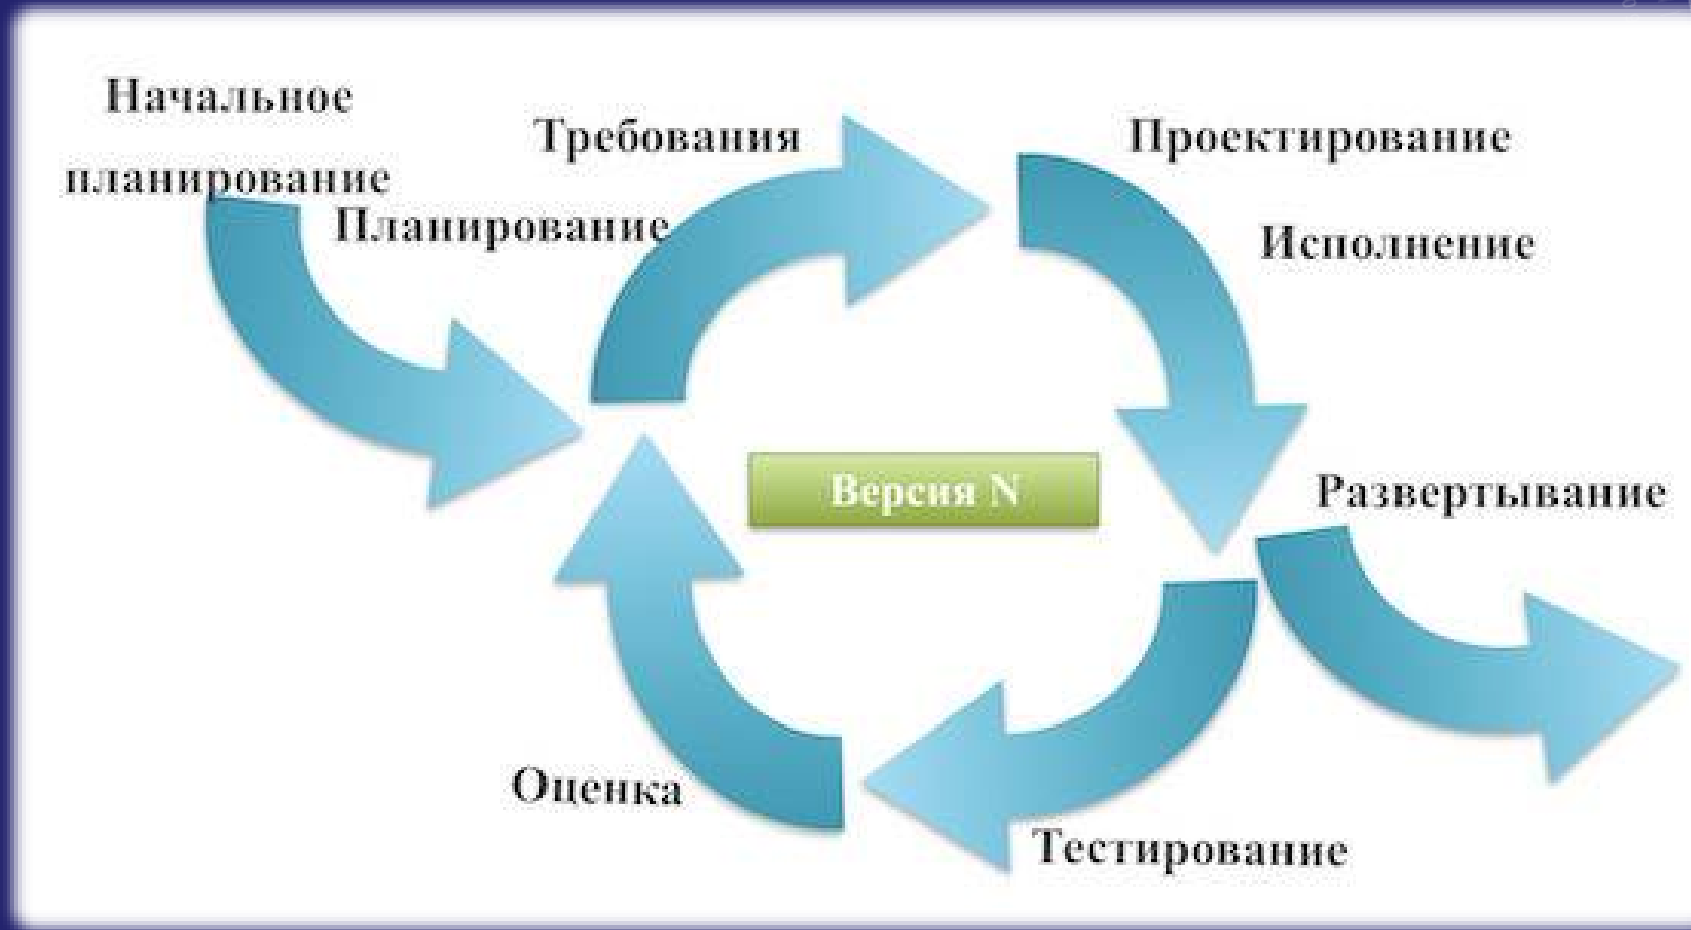 Начальное
планирование
Планирование
Требования
Проектирование
Исполнение
Версия N
Развертывание
Тестирование
Оценка